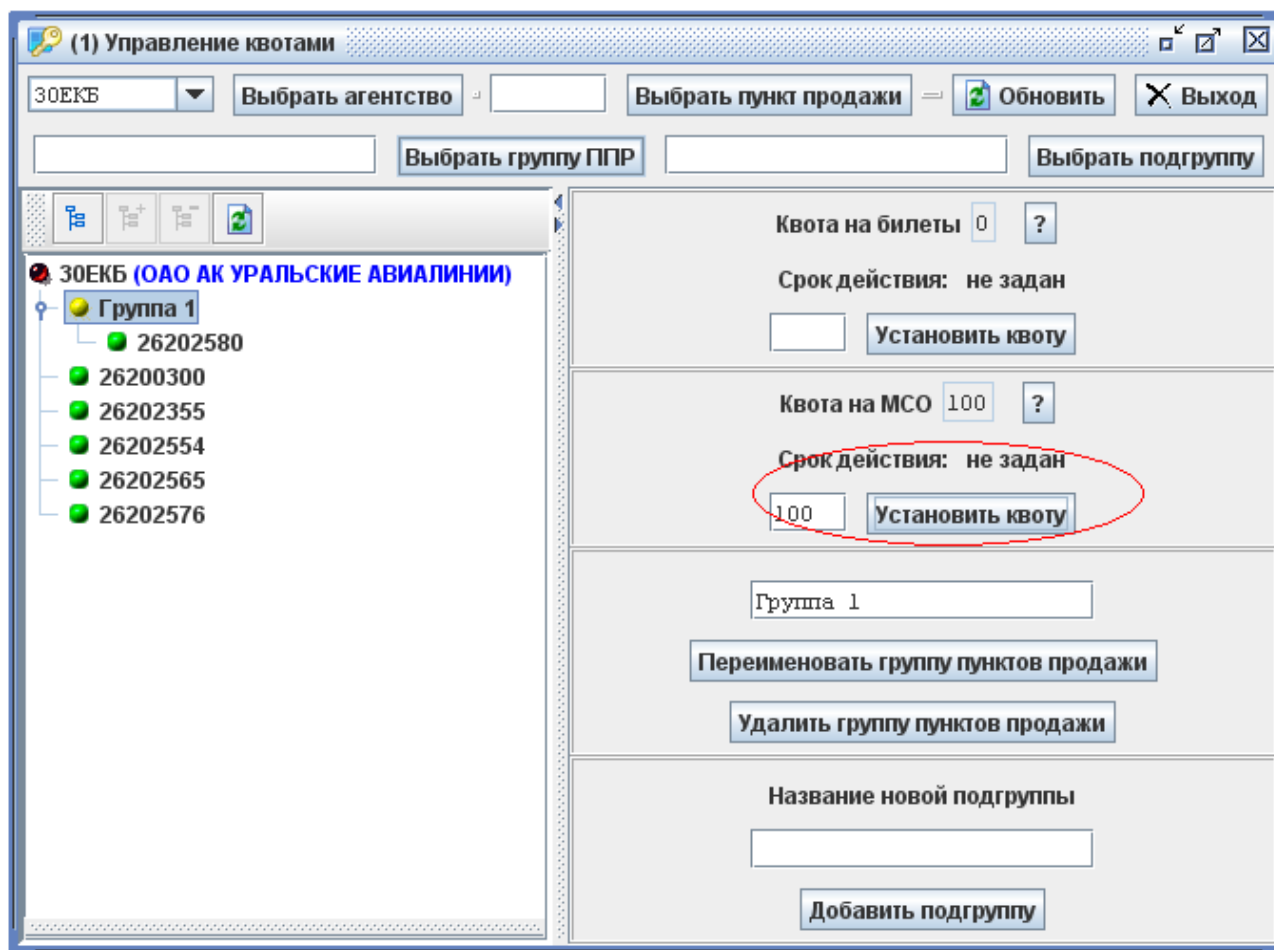 (1) Управление квотами
30ЕКБ Выбрать агентство Выбрать пункт продажи Обновить Выход
Выбрать группу ППР Выбрать подгруппу
30ЕКБ (ОАО АК УРАЛЬСКИЕ АВИАЛИНИИ)
Группа 1
26202580
26200300
26202355
26202554
26202565
26202576
Квота на билеты 0 ?
Срок действия: не задан
Установить квоту
Квота на МСО 100 ?
Срок действия: не задан
100 Установить квоту
Группа 1
Переименовать группу пунктов продажи
Удалить группу пунктов продажи
Название новой подгруппы
Добавить подгруппу